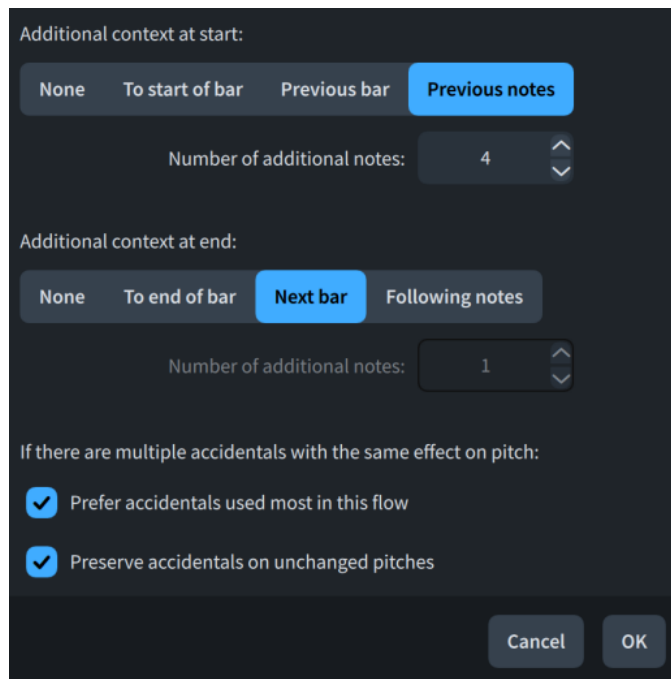 Additional context at start:
None To start of bar Previous bar Previous notes
Number of additional notes: 4
Additional context at end:
None To end of bar Next bar Following notes
Number of additional notes: 1
If there are multiple accidentals with the same effect on pitch:
Prefer accidentals used most in this flow
Preserve accidentals on unchanged pitches
Cancel OK